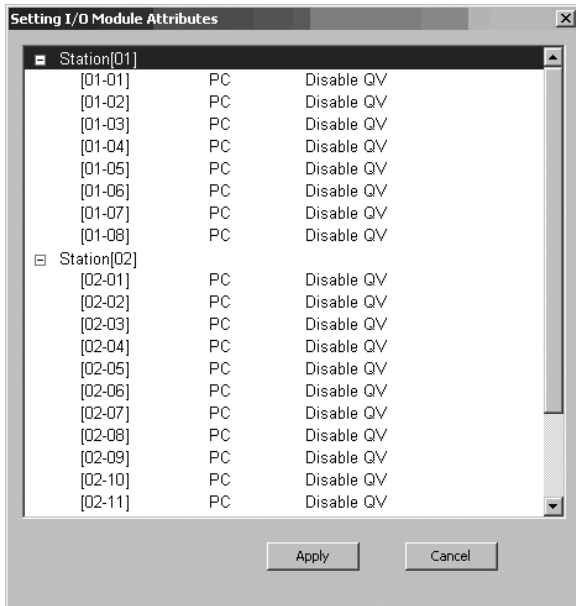 Setting I/O Module Attributes
Station[01]
[01-01] PC Disable QV
[01-02] PC Disable QV
[01-03] PC Disable QV
[01-04] PC Disable QV
[01-05] PC Disable QV
[01-06] PC Disable QV
[01-07] PC Disable QV
[01-08] PC Disable QV
Station[02]
[02-01] PC Disable QV
[02-02] PC Disable QV
[02-03] PC Disable QV
[02-04] PC Disable QV
[02-05] PC Disable QV
[02-06] PC Disable QV
[02-07] PC Disable QV
[02-08] PC Disable QV
[02-09] PC Disable QV
[02-10] PC Disable QV
[02-11] PC Disable QV
Apply Cancel